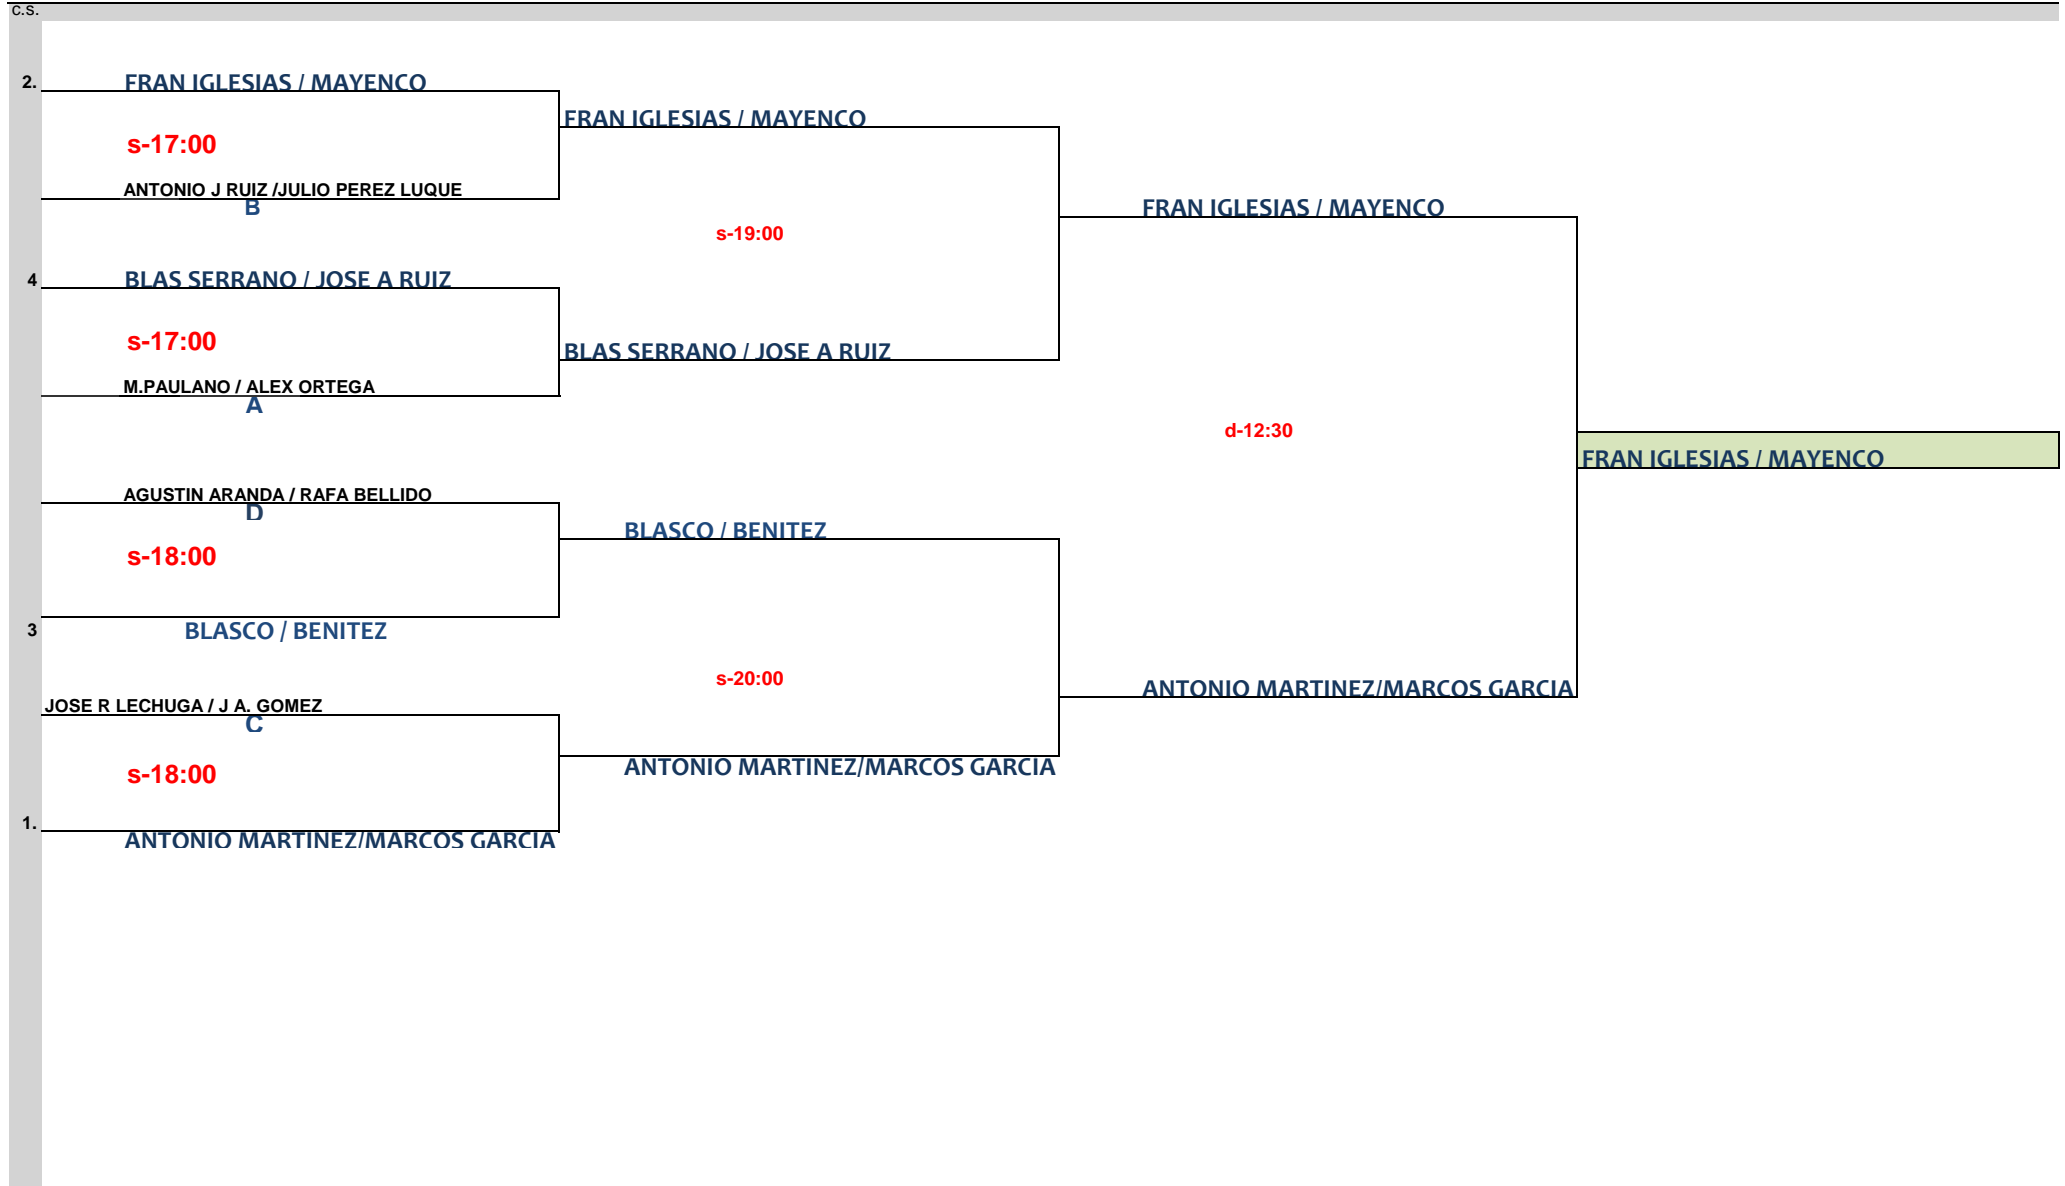 c.s.
2.
FRAN IGLESIAS / MAYENCO
s-17:00
ANTONIO J RUIZ /JULIO PEREZ LUQUE
B
4
BLAS SERRANO / JOSE A RUIZ
s-17:00
M.PAULANO / ALEX ORTEGA
A
AGUSTIN ARANDA / RAFA BELLIDO
D
s-18:00
3
BLASCO / BENITEZ
JOSE R LECHUGA / J A. GOMEZ
C
s-18:00
1.
ANTONIO MARTINEZ/MARCOS GARCIA
FRAN IGLESIAS / MAYENCO
s-19:00
BLAS SERRANO / JOSE A RUIZ
BLASCO / BENITEZ
s-20:00
ANTONIO MARTINEZ/MARCOS GARCIA
FRAN IGLESIAS / MAYENCO
d-12:30
ANTONIO MARTINEZ/MARCOS GARCIA
FRAN IGLESIAS / MAYENCO